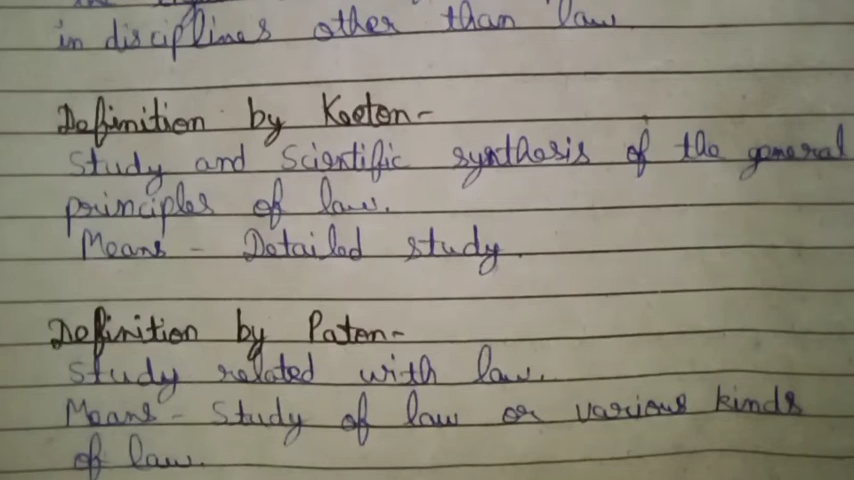 in disciplines other than law
Definition by Keeton-
Study and Scientific synthesis of the general
principles of law.
Means - Detailed study.
Definition by Paton-
Study related with law.
Means - Study of law or various kinds
of law.